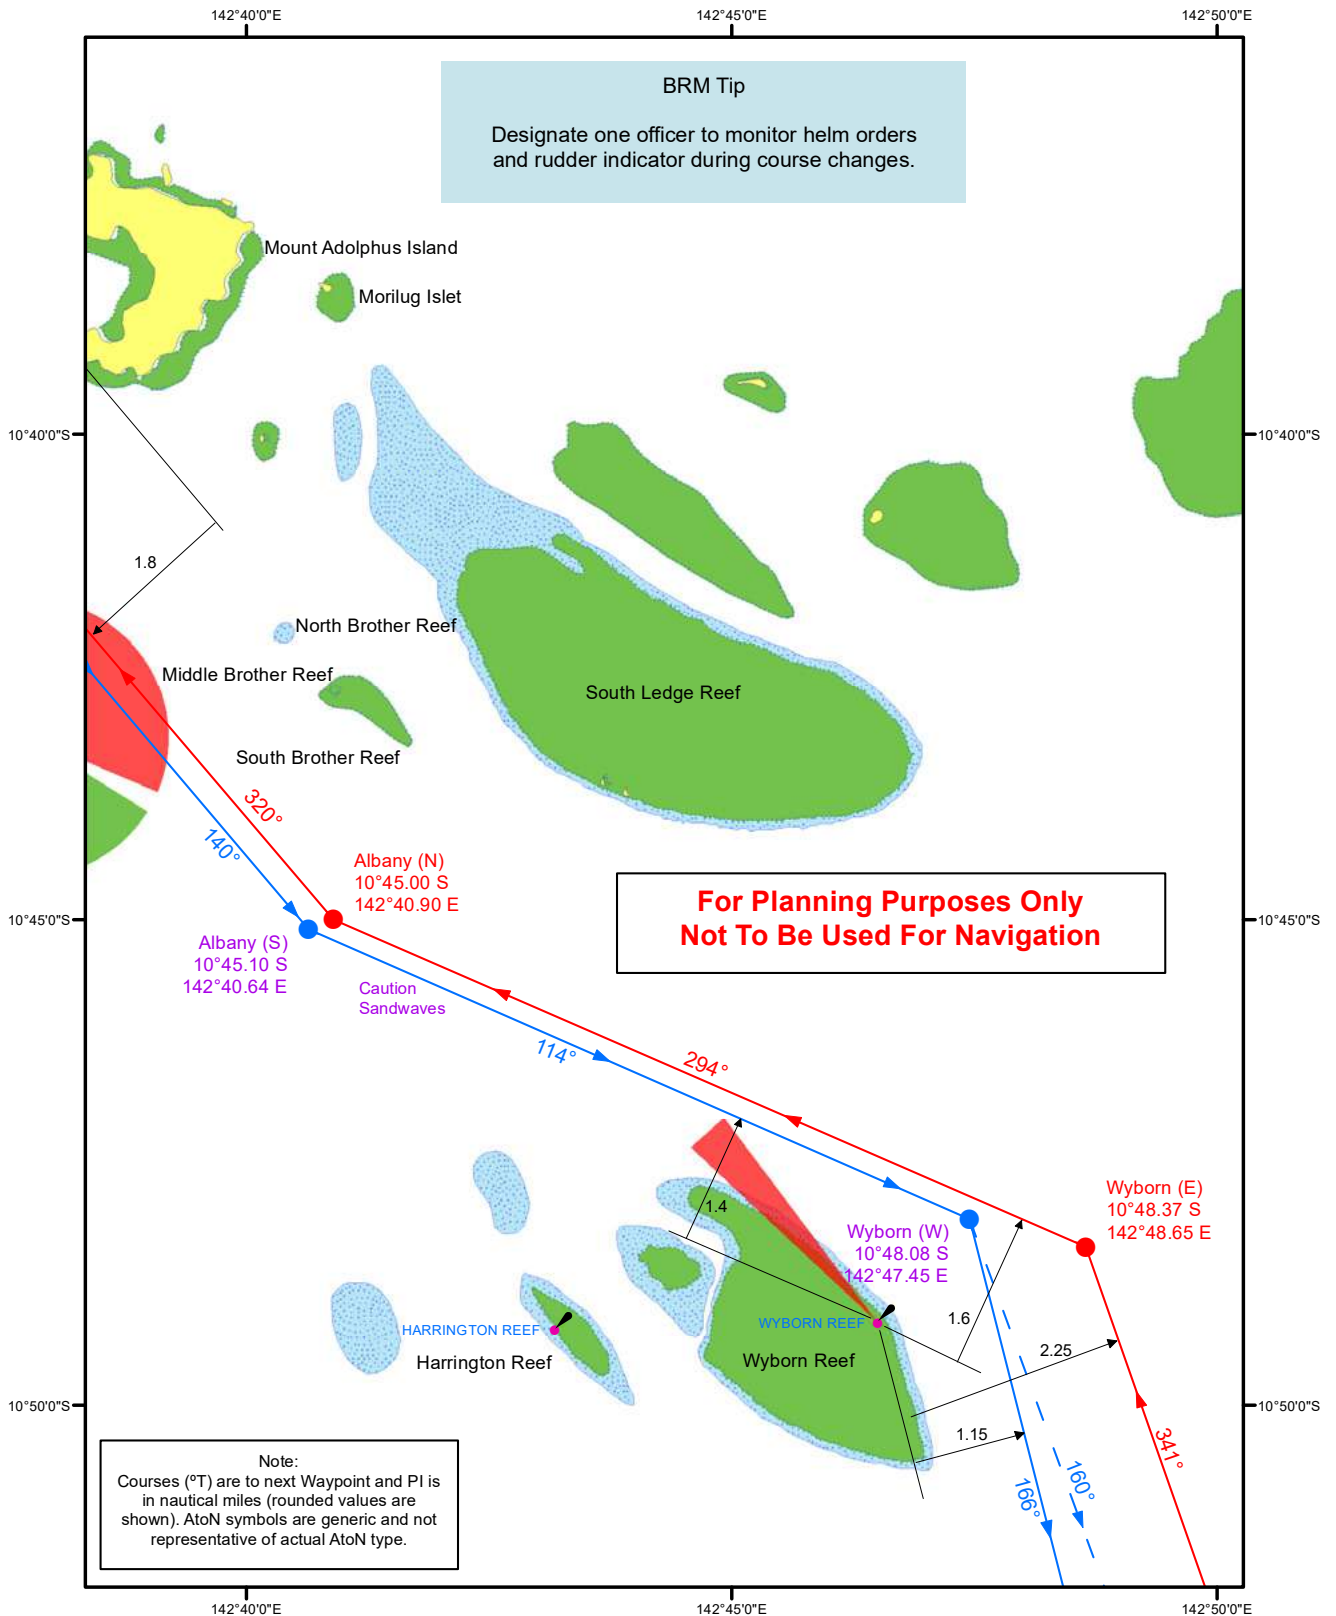 142°40'0"E
142°45'0"E
142°50'0"E
BRM Tip
Designate one officer to monitor helm orders
and rudder indicator during course changes.
Mount Adolphus Island
Morilug Islet
10°40'0"S
10°40'0"S
1.8
North Brother Reef
Middle Brother Reef
South Ledge Reef
South Brother Reef
320°
140°
Albany (N)
10°45.00 S
142°40.90 E
For Planning Purposes Only
Not To Be Used For Navigation
10°45'0"S
10°45'0"S
Albany (S)
10°45.10 S
142°40.64 E
Caution
Sandwaves
114°
294°
Wyborn (E)
10°48.37 S
142°48.65 E
1.4
Wyborn (W)
10°48.08 S
142°47.45 E
1.6
HARRINGTON REEF
Harrington Reef
WYBORN REEF
Wyborn Reef
2.25
10°50'0"S
10°50'0"S
1.15
341°
160°
166°
Note:
Courses (ºT) are to next Waypoint and PI is
in nautical miles (rounded values are
shown). AtoN symbols are generic and not
representative of actual AtoN type.
142°40'0"E
142°45'0"E
142°50'0"E